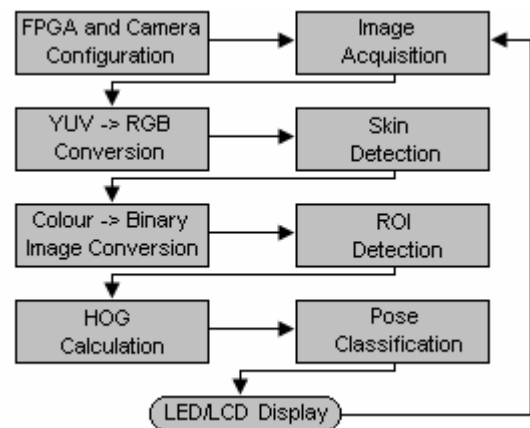 FPGA and Camera
Configuration
Image
Acquisition
YUV -> RGB
Conversion
Skin
Detection
Colour -> Binary
Image Conversion
ROI
Detection
HOG
Calculation
Pose
Classification
LED/LCD Display